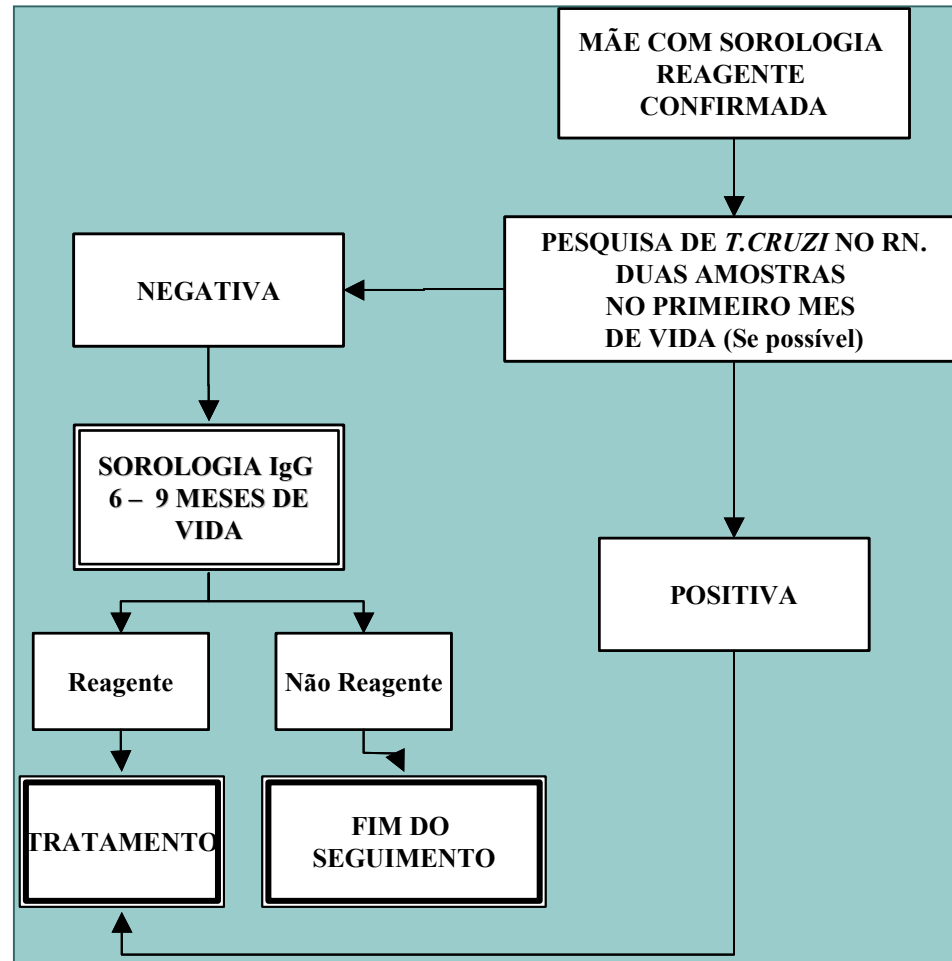 MÃE COM SOROLOGIA
REAGENTE
CONFIRMADA
PESQUISA DE T.CRUZI NO RN.
DUAS AMOSTRAS
NO PRIMEIRO MES
DE VIDA (Se possível)
NEGATIVA
SOROLOGIA IgG
6 – 9 MESES DE
VIDA
POSITIVA
Reagente
Não Reagente
TRATAMENTO
FIM DO
SEGUIMENTO